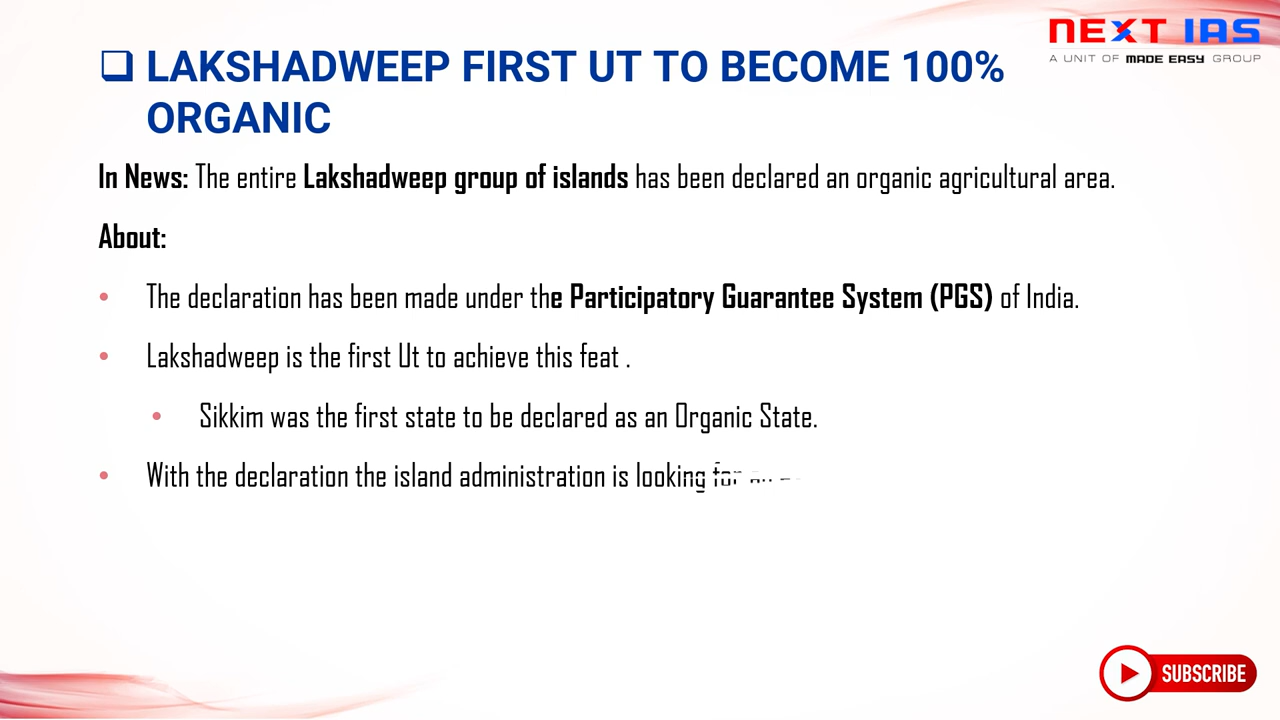 NEXT IAS
A UNIT OF MADE EASY GROUP
❑ LAKSHADWEEP FIRST UT TO BECOME 100%
ORGANIC
In News: The entire Lakshadweep group of islands has been declared an organic agricultural area.
About:
• The declaration has been made under the Participatory Guarantee System (PGS) of India.
• Lakshadweep is the first Ut to achieve this feat .
• Sikkim was the first state to be declared as an Organic State.
• With the declaration the island administration is looking for
SUBSCRIBE